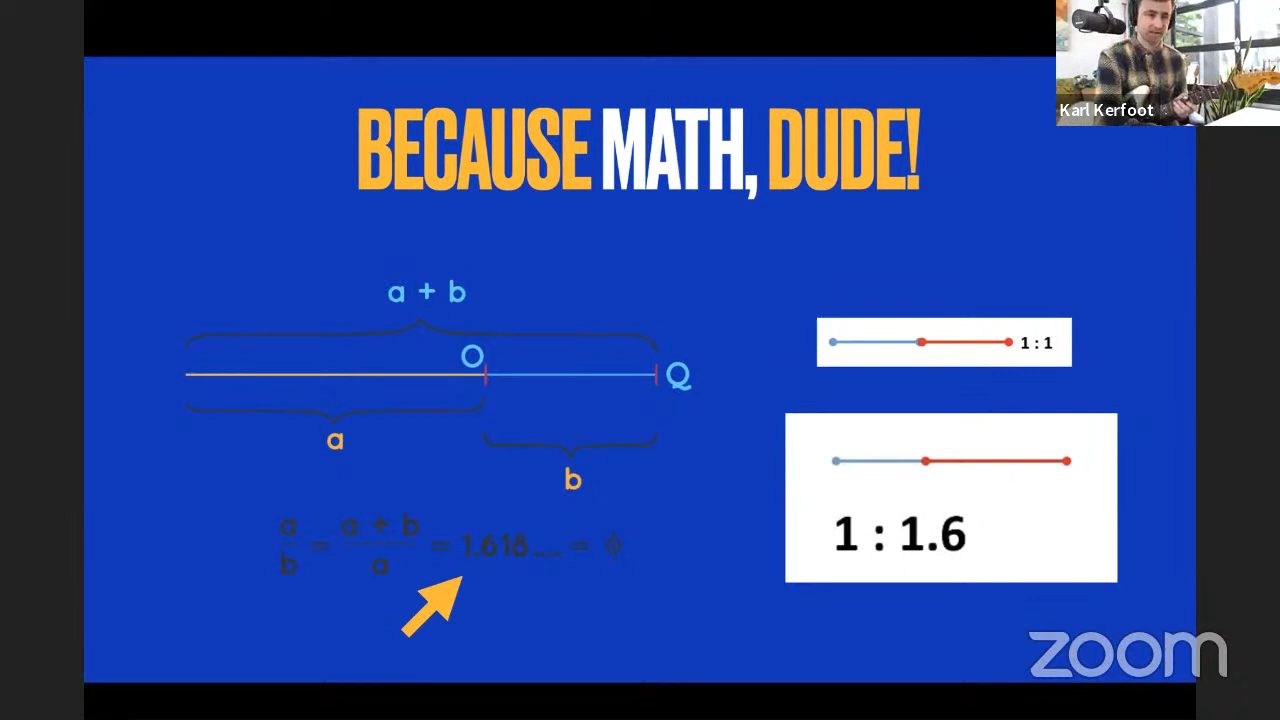 Karl Kerfoot
BECAUSE MATH, DUDE!
a + b
O
Q
a
b
a/b = a + b/a = 1.618.... = ϕ
1 : 1
1 : 1.6
zoom